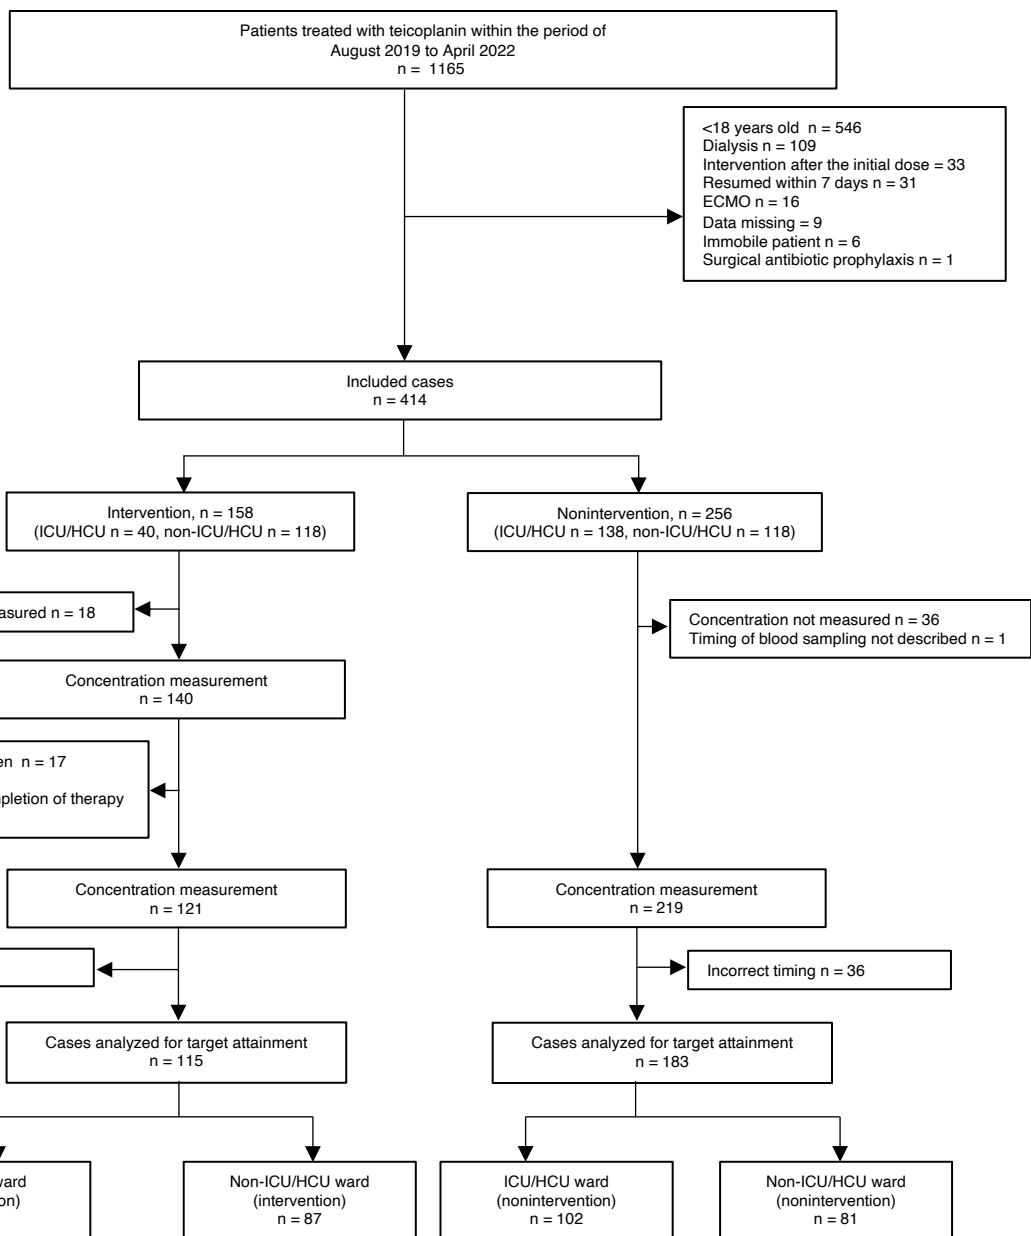 Patients treated with teicoplanin within the period of
August 2019 to April 2022
n = 1165
<18 years old n = 546
Dialysis n = 109
Intervention after the initial dose = 33
Resumed within 7 days n = 31
ECMO n = 16
Data missing = 9
Immobile patient n = 6
Surgical antibiotic prophylaxis n = 1
Included cases
n = 414
Intervention, n = 158
(ICU/HCU n = 40, non-ICU/HCU n = 118)
Nonintervention, n = 256
(ICU/HCU n = 138, non-ICU/HCU n = 118)
n = 18
Concentration not measured n = 36
Timing of blood sampling not described n = 1
Concentration measurement
n = 140
n = 17
of therapy
Concentration measurement
n = 121
Concentration measurement
n = 219
Incorrect timing n = 36
Cases analyzed for target attainment
n = 115
Cases analyzed for target attainment
n = 183
Non-ICU/HCU ward
(intervention)
n = 87
ICU/HCU ward
(nonintervention)
n = 102
Non-ICU/HCU ward
(nonintervention)
n = 81